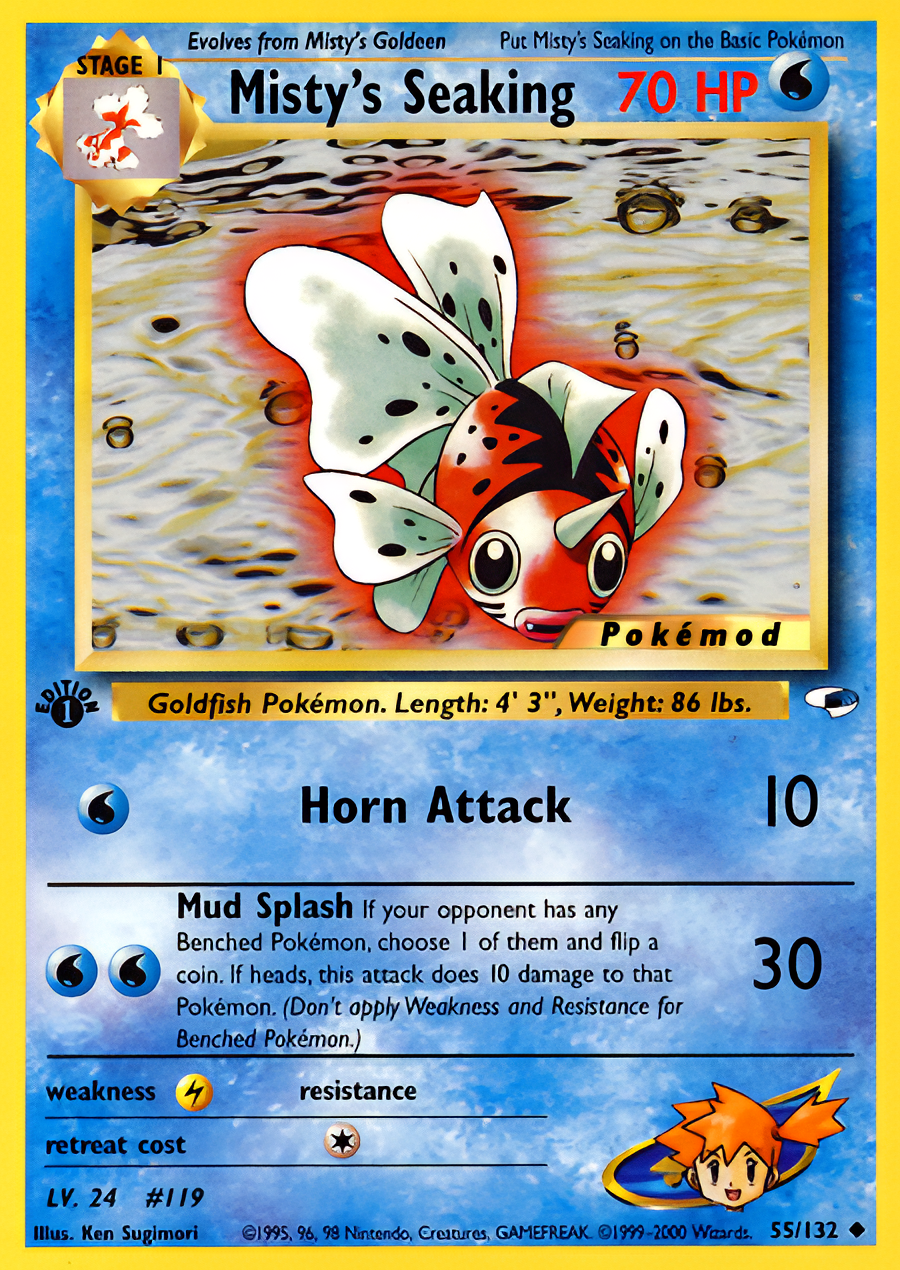 Evolves from Misty's Goldeen
Put Misty's Seaking on the Basic Pokémon
STAGE 1
Misty's Seaking
70 HP
Pokémod
EDITION
1
Goldfish Pokémon. Length: 4' 3", Weight: 86 lbs.
Horn Attack
10
Mud Splash If your opponent has any
Benched Pokémon, choose 1 of them and flip a
coin. If heads, this attack does 10 damage to that
Pokémon. (Don't apply Weakness and Resistance for
Benched Pokémon.)
30
weakness
resistance
retreat cost
LV. 24 #119
Illus. Ken Sugimori
©1995, 96, 98 Nintendo, Creatures, GAMEFREAK. ©1999-2000 Wizards.
55/132